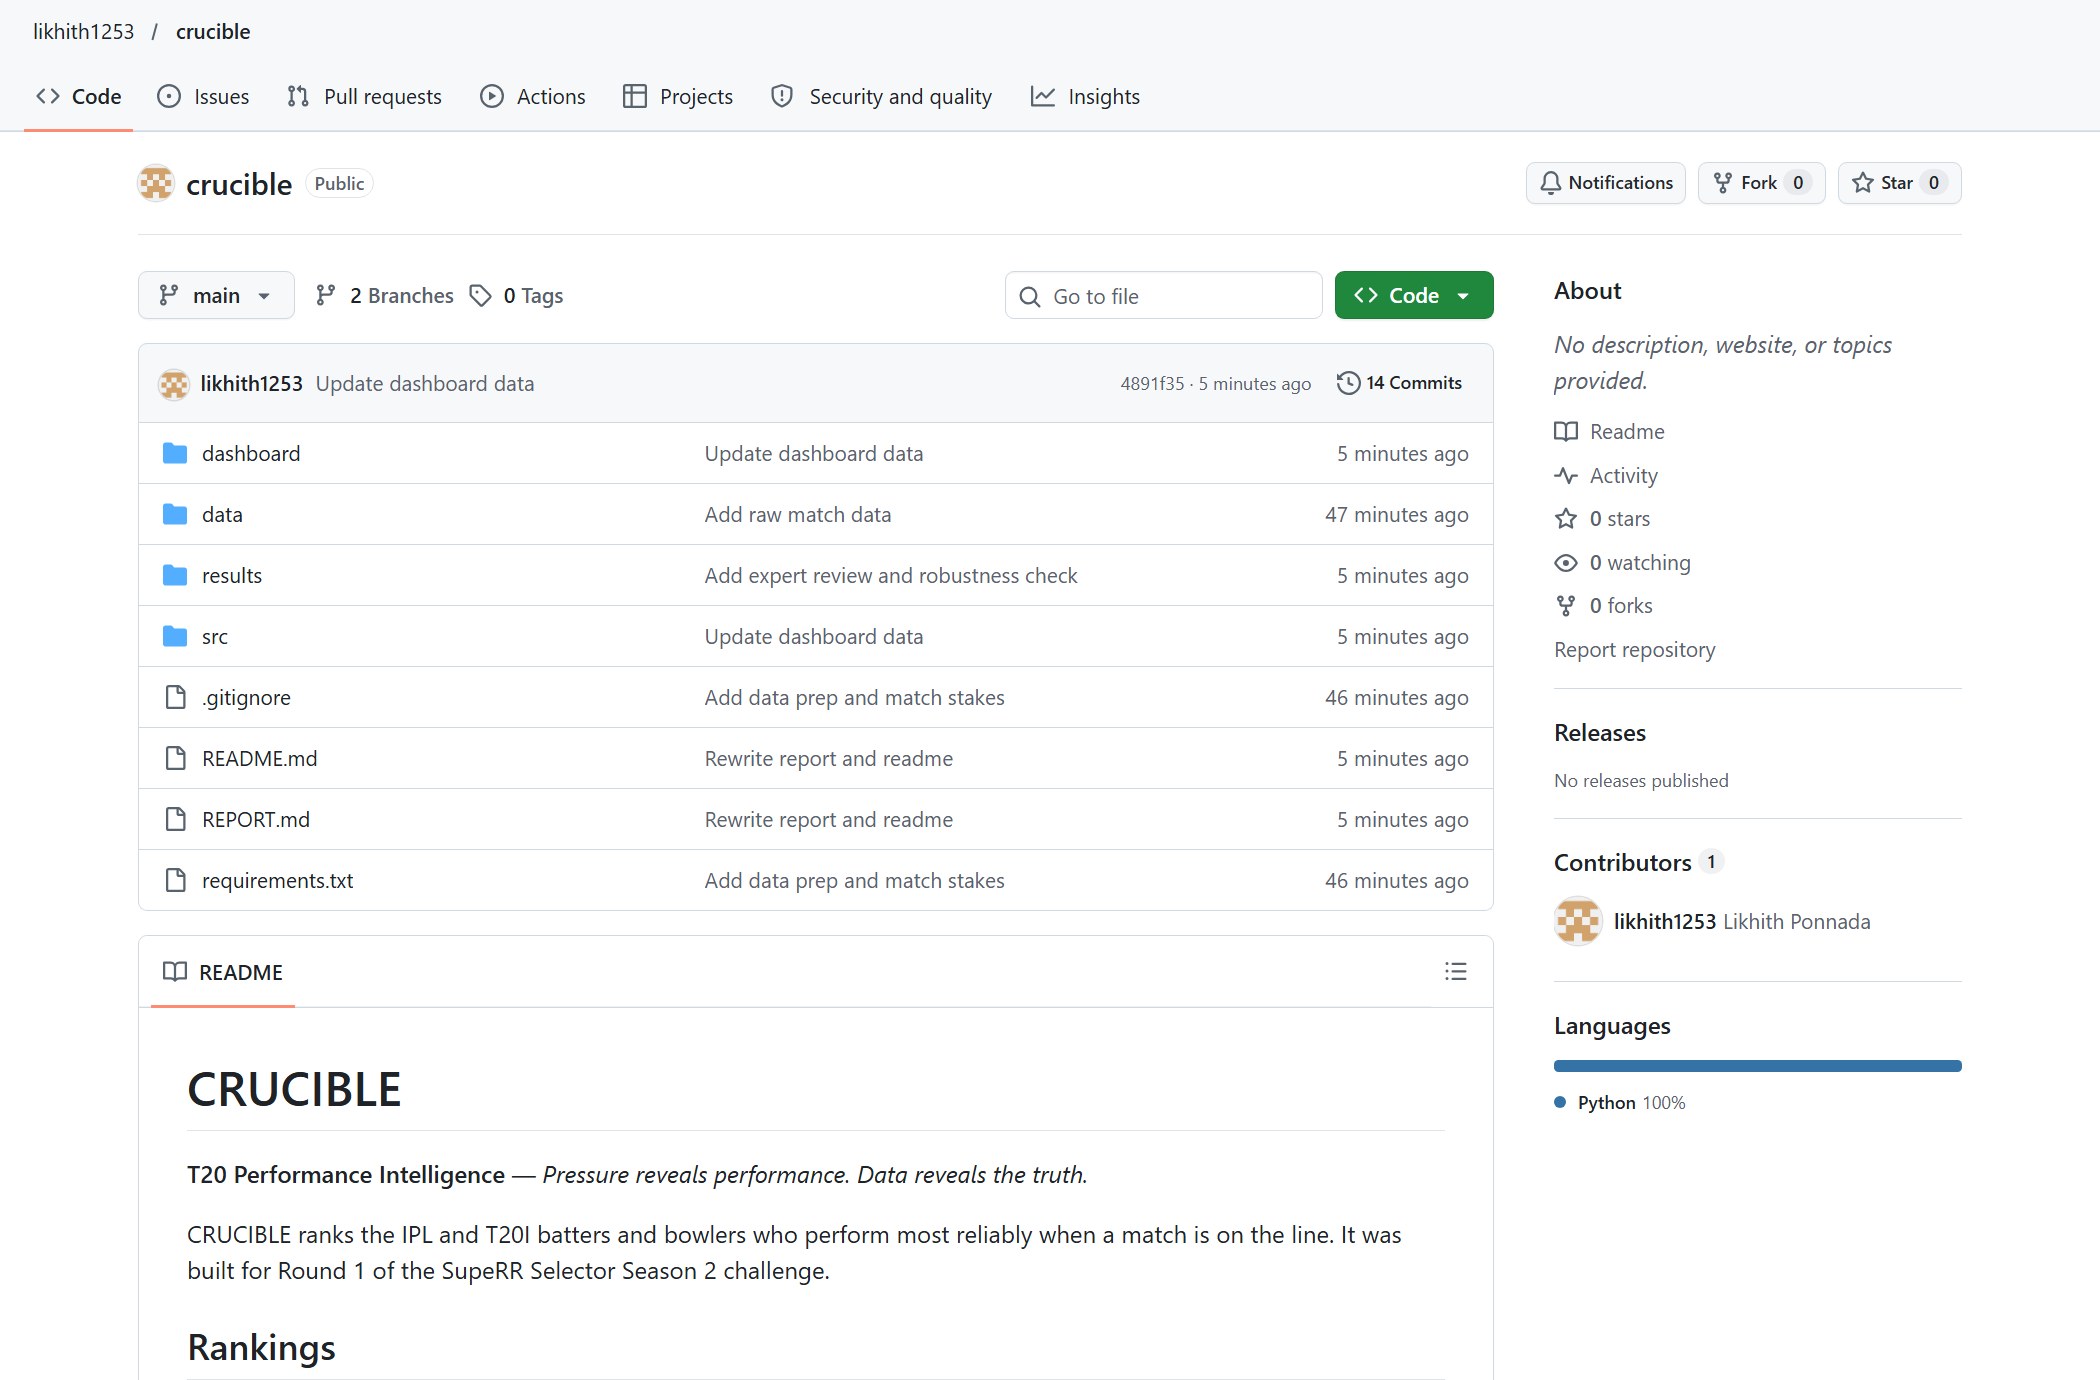 likhith1253 / crucible
Code Issues Pull requests Actions Projects Security and quality Insights
crucible Public
Notifications Fork 0 Star 0
main 2 Branches 0 Tags Go to file Code
likhith1253 Update dashboard data 4891f35 · 5 minutes ago 14 Commits
dashboard Update dashboard data 5 minutes ago
data Add raw match data 47 minutes ago
results Add expert review and robustness check 5 minutes ago
src Update dashboard data 5 minutes ago
.gitignore Add data prep and match stakes 46 minutes ago
README.md Rewrite report and readme 5 minutes ago
REPORT.md Rewrite report and readme 5 minutes ago
requirements.txt Add data prep and match stakes 46 minutes ago
README
CRUCIBLE
T20 Performance Intelligence — Pressure reveals performance. Data reveals the truth.
CRUCIBLE ranks the IPL and T20I batters and bowlers who perform most reliably when a match is on the line. It was
built for Round 1 of the SupeRR Selector Season 2 challenge.
Rankings
About
No description, website, or topics
provided.
Readme
Activity
0 stars
0 watching
0 forks
Report repository
Releases
No releases published
Contributors 1
likhith1253 Likhith Ponnada
Languages
Python 100%